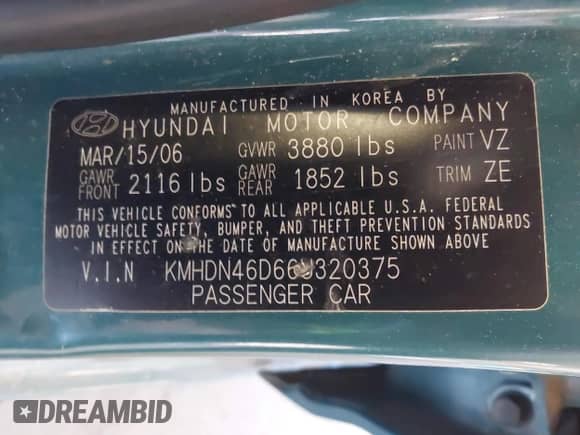 MANUFACTURED IN KOREA BY
HYUNDAI MOTOR COMPANY
MAR/15/06 GVWR 3880 lbs PAINT VZ
GAWR FRONT 2116 lbs GAWR REAR 1852 lbs TRIM ZE
THIS VEHICLE CONFORMS TO ALL APPLICABLE U.S.A. FEDERAL
MOTOR VEHICLE SAFETY, BUMPER, AND THEFT PREVENTION STANDARDS
IN EFFECT ON THE DATE OF MANUFACTURE SHOWN ABOVE
V.I.N KMHDN46D66U320375
PASSENGER CAR
DREAMBID